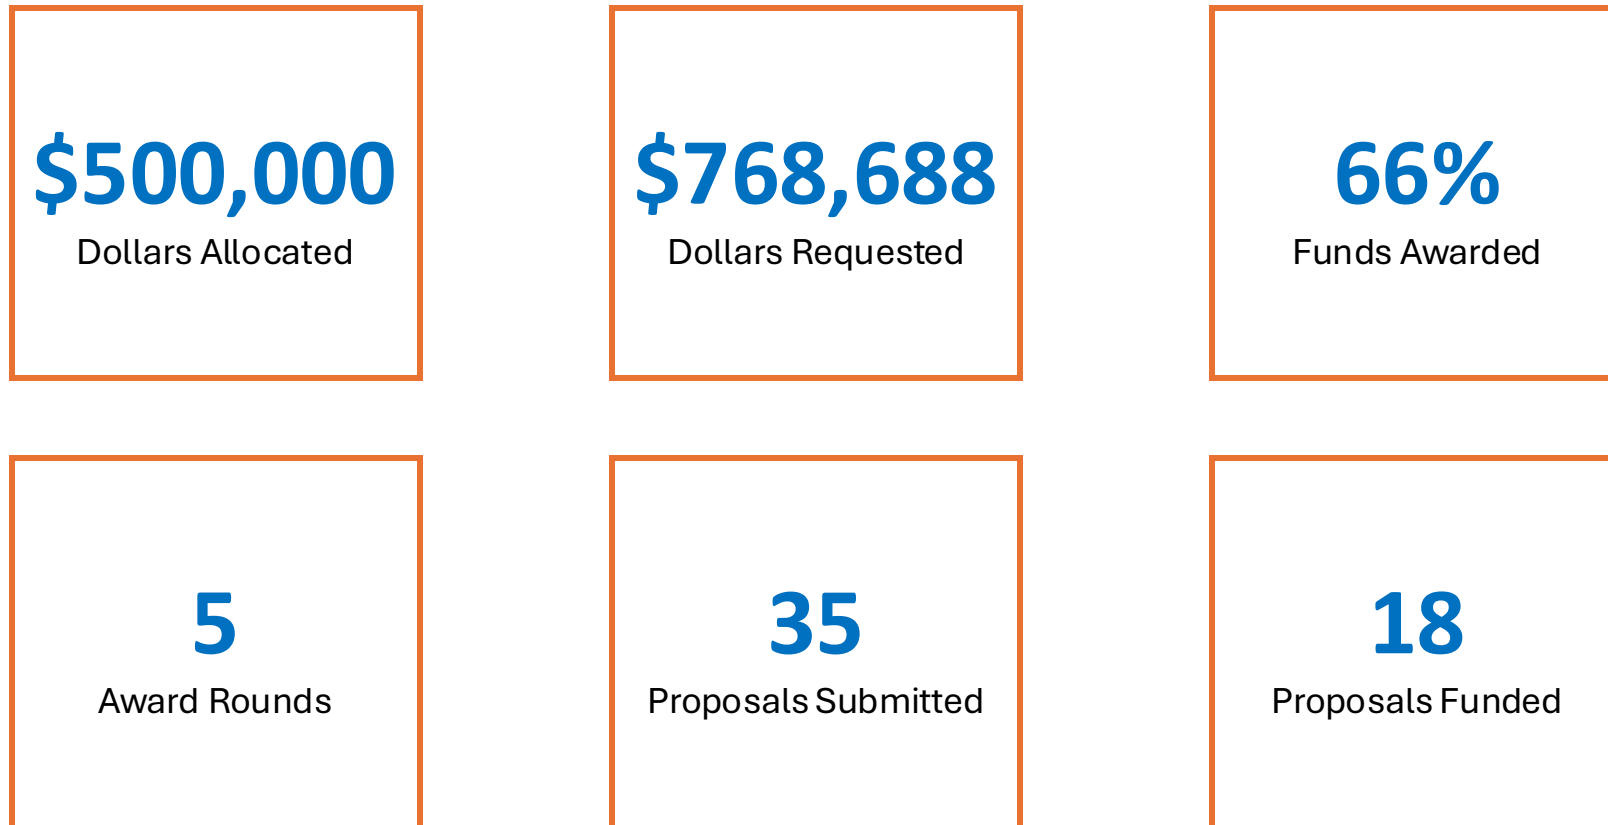 $500,000
Dollars Allocated
$768,688
Dollars Requested
66%
Funds Awarded
5
Award Rounds
35
Proposals Submitted
18
Proposals Funded